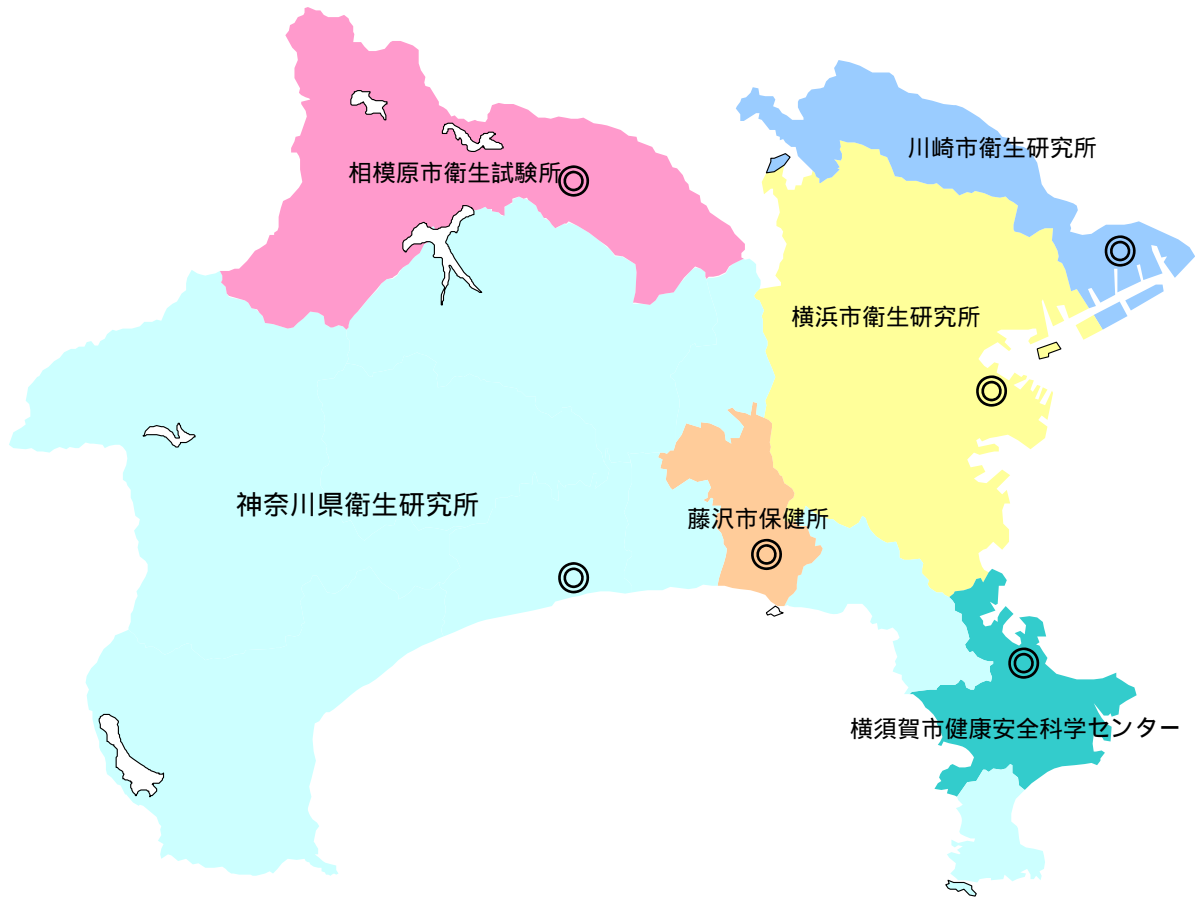 川崎市衛生研究所
相模原市衛生試験所
横浜市衛生研究所
神奈川県衛生研究所
藤沢市保健所
横須賀市健康安全科学センター